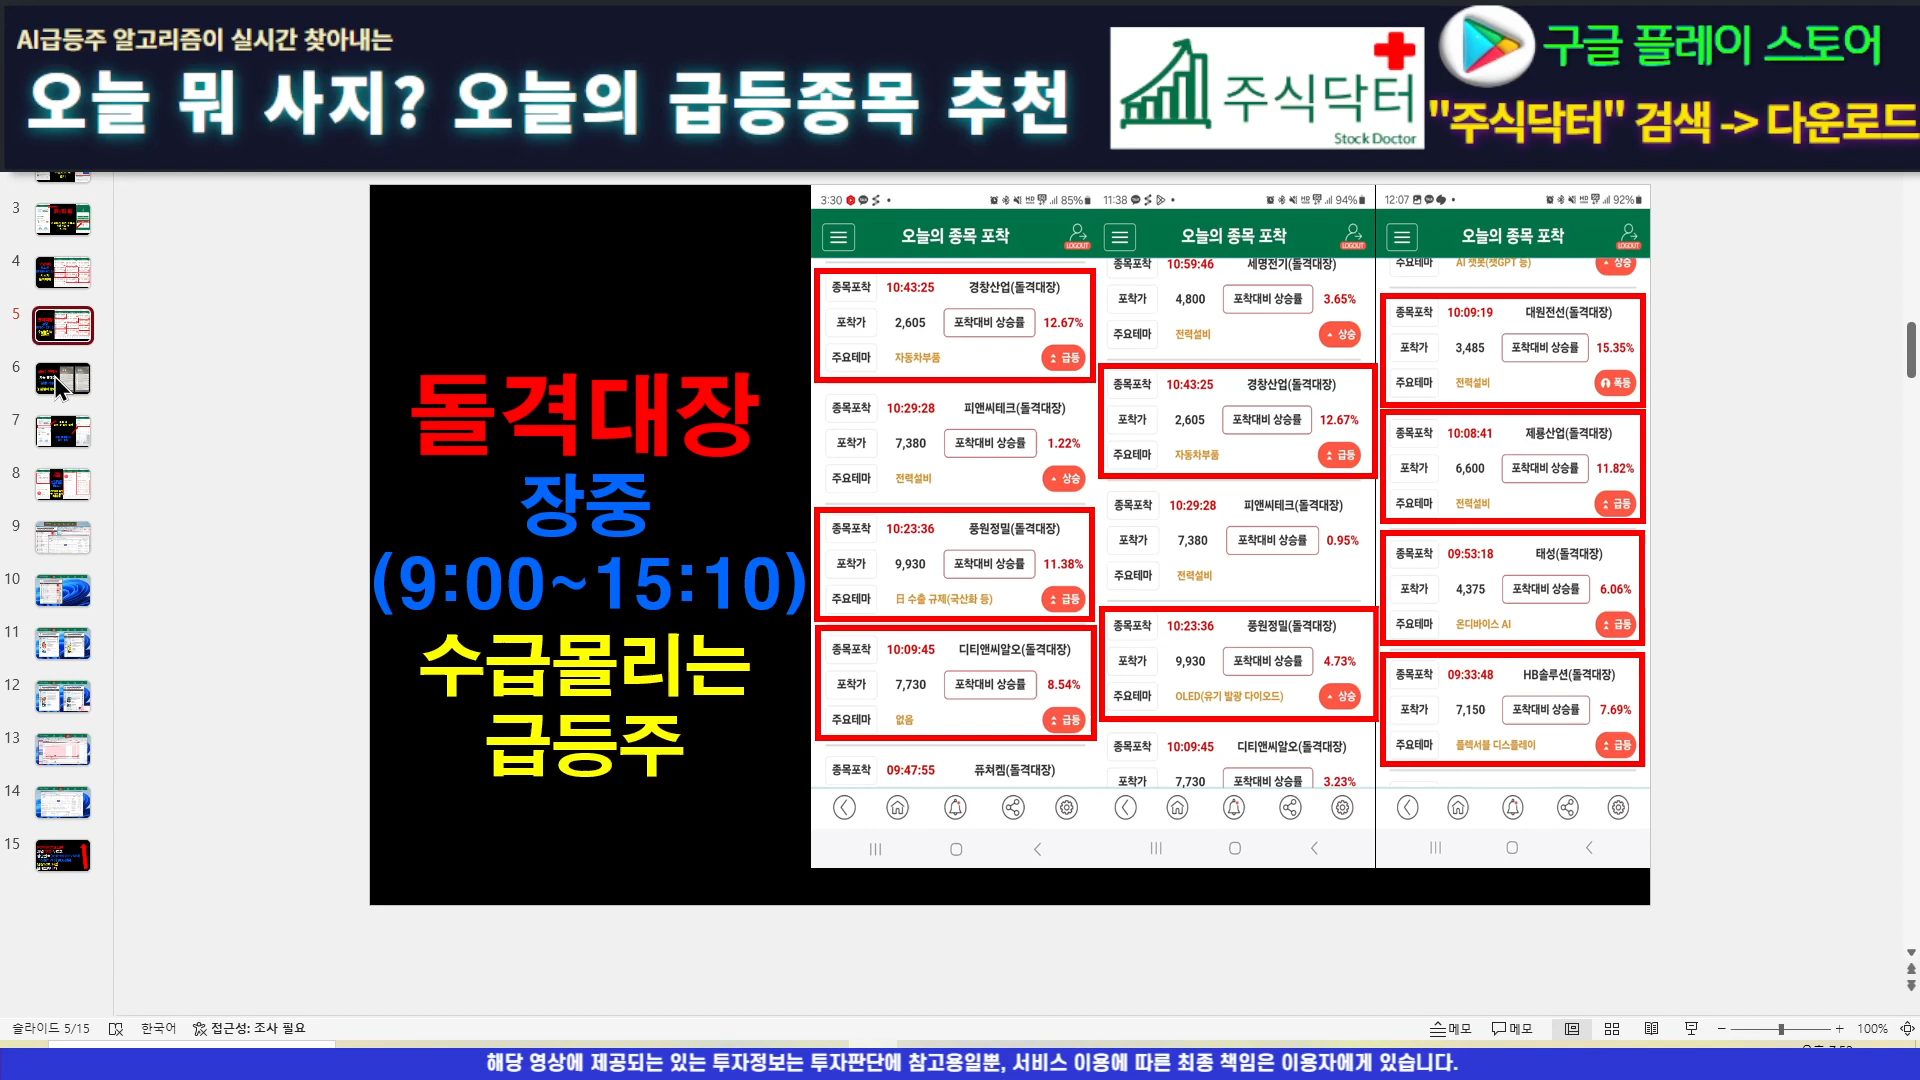 AI급등주 알고리즘이 실시간 찾아내는
오늘 뭐 사지? 오늘의 급등종목 추천
주식닥터
Stock Doctor
구글 플레이 스토어
"주식닥터" 검색 -> 다운로드
3
4
5
6
7
8
9
10
11
12
13
14
15
돌격대장
장중
(9:00~15:10)
수급몰리는
급등주
3:30 85%
오늘의 종목 포착
LOGOUT
종목포착 10:43:25 경창산업(돌격대장)
포착가 2,605 포착대비 상승률 12.67%
주요테마 자동차부품 급등
종목포착 10:29:28 피앤씨테크(돌격대장)
포착가 7,380 포착대비 상승률 1.22%
주요테마 전력설비 상승
종목포착 10:23:36 풍원정밀(돌격대장)
포착가 9,930 포착대비 상승률 11.38%
주요테마 日 수출 규제(국산화 등) 급등
종목포착 10:09:45 디티앤씨알오(돌격대장)
포착가 7,730 포착대비 상승률 8.54%
주요테마 없음 급등
종목포착 09:47:55 퓨쳐켐(돌격대장)
11:38 94%
오늘의 종목 포착
LOGOUT
종목포착 10:59:46 세명전기(돌격대장)
포착가 4,800 포착대비 상승률 3.65%
주요테마 전력설비 상승
종목포착 10:43:25 경창산업(돌격대장)
포착가 2,605 포착대비 상승률 12.67%
주요테마 자동차부품 급등
종목포착 10:29:28 피앤씨테크(돌격대장)
포착가 7,380 포착대비 상승률 0.95%
주요테마 전력설비
종목포착 10:23:36 풍원정밀(돌격대장)
포착가 9,930 포착대비 상승률 4.73%
주요테마 OLED(유기 발광 다이오드) 상승
종목포착 10:09:45 디티앤씨알오(돌격대장)
포착가 7,730 포착대비 상승률 3.23%
12:07 92%
오늘의 종목 포착
LOGOUT
주요테마 AI 챗봇(챗GPT 등) 상승
종목포착 10:09:19 대원전선(돌격대장)
포착가 3,485 포착대비 상승률 15.35%
주요테마 전력설비 폭등
종목포착 10:08:41 제룡산업(돌격대장)
포착가 6,600 포착대비 상승률 11.82%
주요테마 전력설비 급등
종목포착 09:53:18 태성(돌격대장)
포착가 4,375 포착대비 상승률 6.06%
주요테마 온디바이스 AI 급등
종목포착 09:33:48 HB솔루션(돌격대장)
포착가 7,150 포착대비 상승률 7.69%
주요테마 플렉서블 디스플레이 급등
슬라이드 5/15 한국어 접근성: 조사 필요 메모 메모 100%
해당 영상에 제공되는 있는 투자정보는 투자판단에 참고용일뿐, 서비스 이용에 따른 최종 책임은 이용자에게 있습니다.